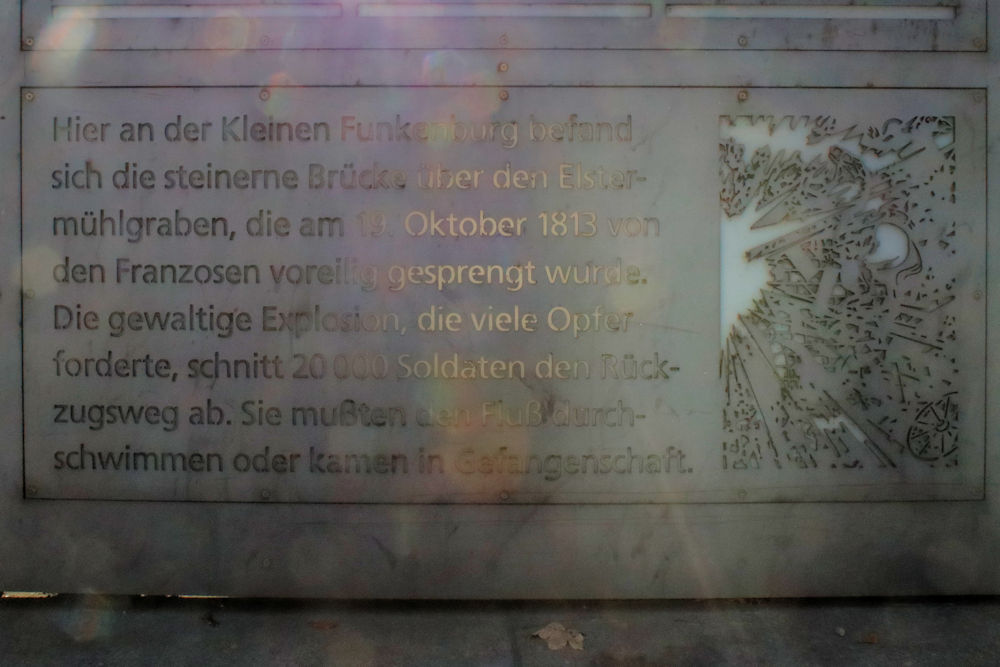 Hier an der Kleinen Funkenburg befand
sich die steinerne Brücke über den Elster-
mühlgraben, die am 19. Oktober 1813 von
den Franzosen voreilig gesprengt wurde.
Die gewaltige Explosion, die viele Opfer
forderte, schnitt 20 000 Soldaten den Rück-
zugsweg ab. Sie mußten den Fluß durch-
schwimmen oder kamen in Gefangenschaft.